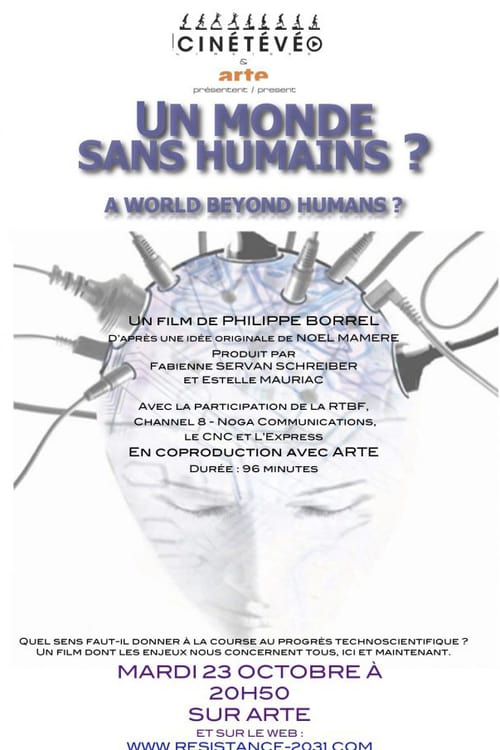 CINÉTÉVÉO
&
arte
présentent / present
UN MONDE
SANS HUMAINS ?
A WORLD BEYOND HUMANS ?
UN FILM DE PHILIPPE BORREL
D'APRÈS UNE IDÉE ORIGINALE DE NOEL MAMERE
PRODUIT PAR
FABIENNE SERVAN SCHREIBER
ET ESTELLE MAURIAC
AVEC LA PARTICIPATION DE LA RTBF,
CHANNEL 8 - NOGA COMMUNICATIONS,
LE CNC ET L'EXPRESS
EN COPRODUCTION AVEC ARTE
DURÉE : 96 MINUTES
QUEL SENS FAUT-IL DONNER À LA COURSE AU PROGRÈS TECHNOSCIENTIFIQUE ?
UN FILM DONT LES ENJEUX NOUS CONCERNENT TOUS, ICI ET MAINTENANT.
MARDI 23 OCTOBRE À
20H50
SUR ARTE
ET SUR LE WEB :
WWW.RESISTANCE-2031.COM